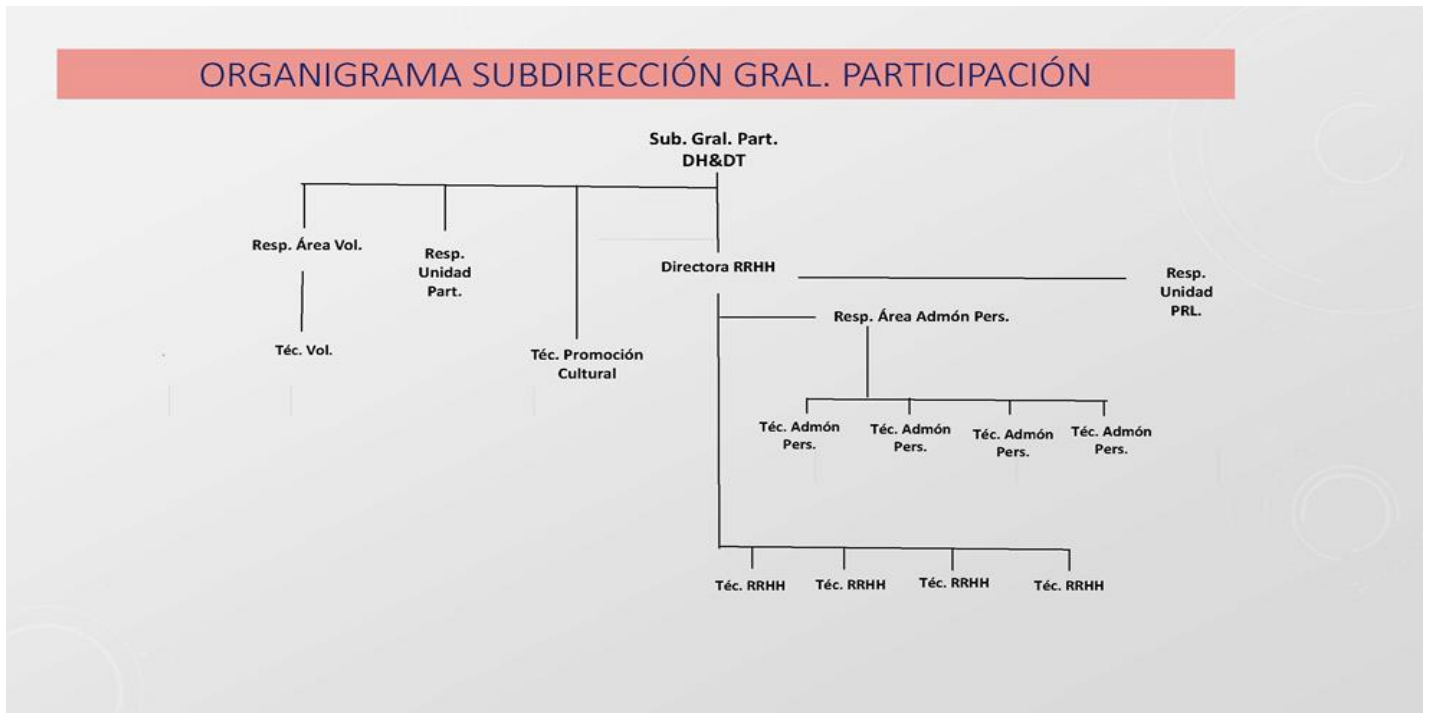 ORGANIGRAMA SUBDIRECCIÓN GRAL. PARTICIPACIÓN
Sub. Gral. Part.
DH&DT
Resp. Área Vol.
Resp.
Unidad
Part.
Directora RRHH
Resp.
Unidad
PRL.
Resp. Área Admón Pers.
Téc. Vol.
Téc. Promoción
Cultural
Téc. Admón
Pers.
Téc. Admón
Pers.
Téc. Admón
Pers.
Téc. Admón
Pers.
Téc. RRHH
Téc. RRHH
Téc. RRHH
Téc. RRHH